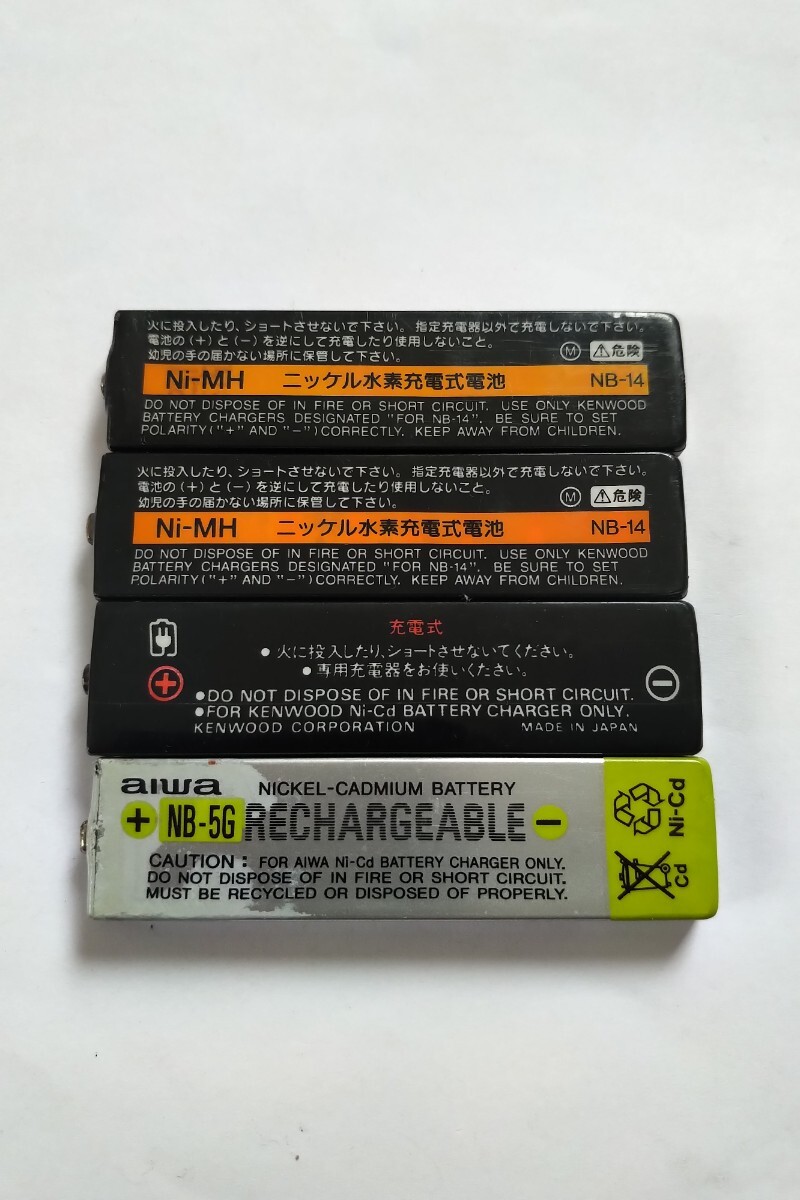 火に投入したり、ショートさせないで下さい。指定充電器以外で充電しないで下さい。
電池の(+)と(−)を逆にして充電したり使用しないこと。
幼児の手の届かない場所に保管して下さい。
M ⚠危険
Ni-MH ニッケル水素充電式電池 NB-14
DO NOT DISPOSE OF IN FIRE OR SHORT CIRCUIT. USE ONLY KENWOOD
BATTERY CHARGERS DESIGNATED "FOR NB-14". BE SURE TO SET
POLARITY("+" AND "−")CORRECTLY. KEEP AWAY FROM CHILDREN.
火に投入したり、ショートさせないで下さい。指定充電器以外で充電しないで下さい。
電池の(+)と(−)を逆にして充電したり使用しないこと。
幼児の手の届かない場所に保管して下さい。
M ⚠危険
Ni-MH ニッケル水素充電式電池 NB-14
DO NOT DISPOSE OF IN FIRE OR SHORT CIRCUIT. USE ONLY KENWOOD
BATTERY CHARGERS DESIGNATED "FOR NB-14". BE SURE TO SET
POLARITY("+" AND "−")CORRECTLY. KEEP AWAY FROM CHILDREN.
充電式
●火に投入したり、ショートさせないでください。
●専用充電器をお使いください。
+ −
●DO NOT DISPOSE OF IN FIRE OR SHORT CIRCUIT.
●FOR KENWOOD Ni-Cd BATTERY CHARGER ONLY.
KENWOOD CORPORATION MADE IN JAPAN
aiwa NICKEL-CADMIUM BATTERY
+ NB-5G RECHARGEABLE −
CAUTION : FOR AIWA Ni-Cd BATTERY CHARGER ONLY.
DO NOT DISPOSE OF IN FIRE OR SHORT CIRCUIT.
MUST BE RECYCLED OR DISPOSED OF PROPERLY.
Ni-Cd
Cd